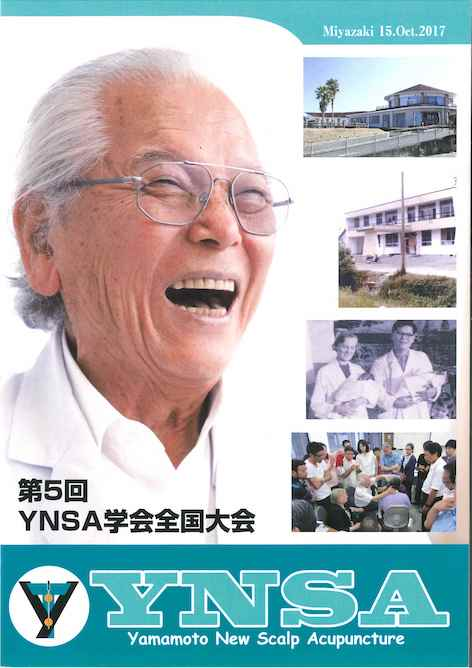 Miyazaki 15.Oct.2017
第5回
YNSA学会全国大会
YNSA
Yamamoto New Scalp Acupuncture